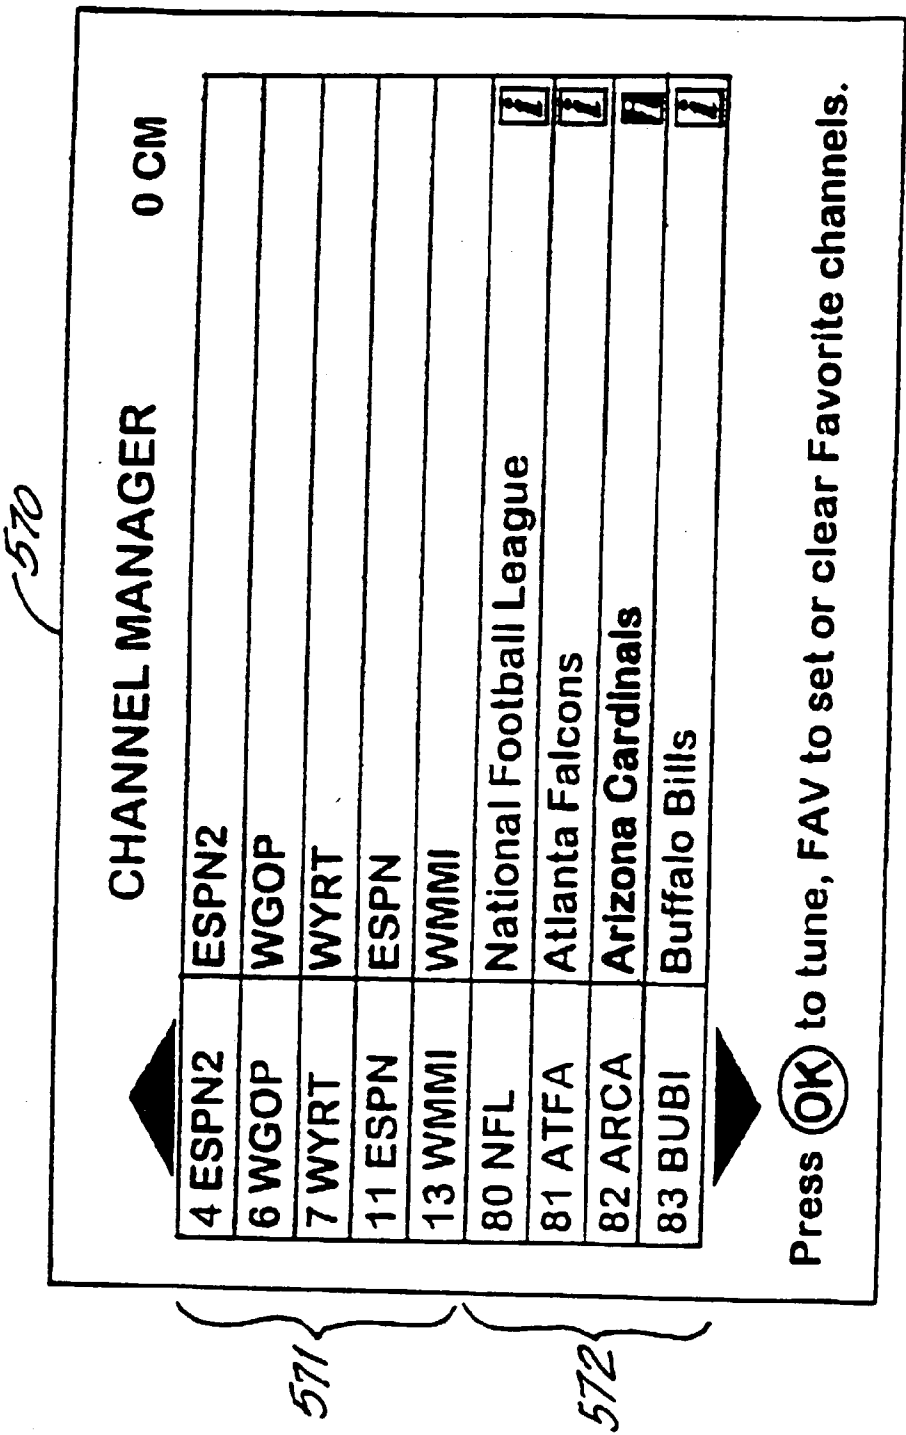 570
CHANNEL MANAGER 0 CM
4 ESPN2 ESPN2
6 WGOP WGOP
7 WYRT WYRT
11 ESPN ESPN
13 WMMI WMMI
80 NFL National Football League i
81 ATFA Atlanta Falcons i
82 ARCA Arizona Cardinals i
83 BUBI Buffalo Bills i
Press OK to tune, FAV to set or clear Favorite channels.
571
572